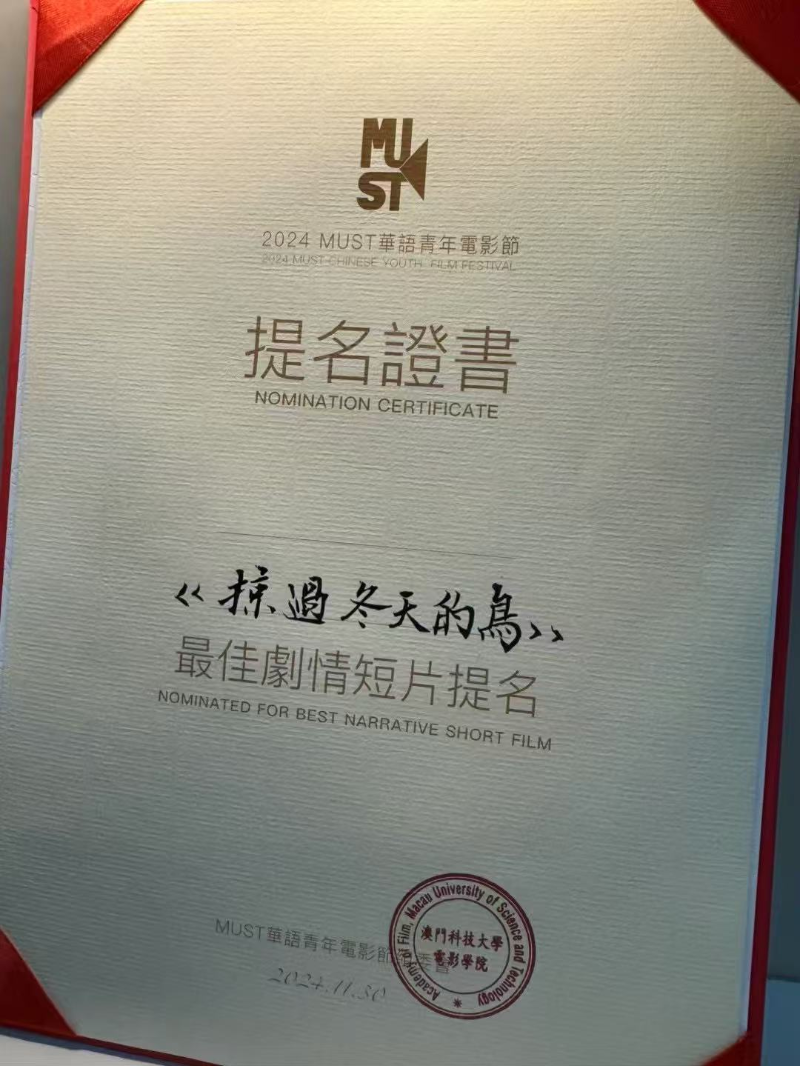 MUST
2024 MUST華語青年電影節
2024 MUST CHINESE YOUTH FILM FESTIVAL
提名證書
NOMINATION CERTIFICATE
《掠過冬天的鳥》
最佳劇情短片提名
NOMINATED FOR BEST NARRATIVE SHORT FILM
MUST華語青年電影節組委會
2024.11.30
Academy of Film, Macau University of Science and Technology
澳門科技大學
電影學院